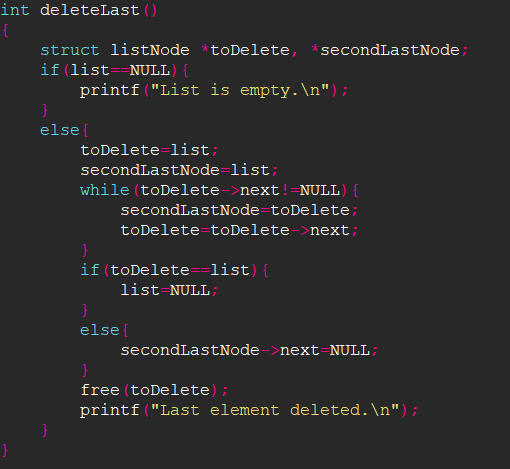 int deleteLast()
{
    struct listNode *toDelete, *secondLastNode;
    if(list==NULL){
        printf("List is empty.\n");
    }
    else{
        toDelete=list;
        secondLastNode=list;
        while(toDelete->next!=NULL){
            secondLastNode=toDelete;
            toDelete=toDelete->next;
        }
        if(toDelete==list){
            list=NULL;
        }
        else{
            secondLastNode->next=NULL;
        }
        free(toDelete);
        printf("Last element deleted.\n");
    }
}